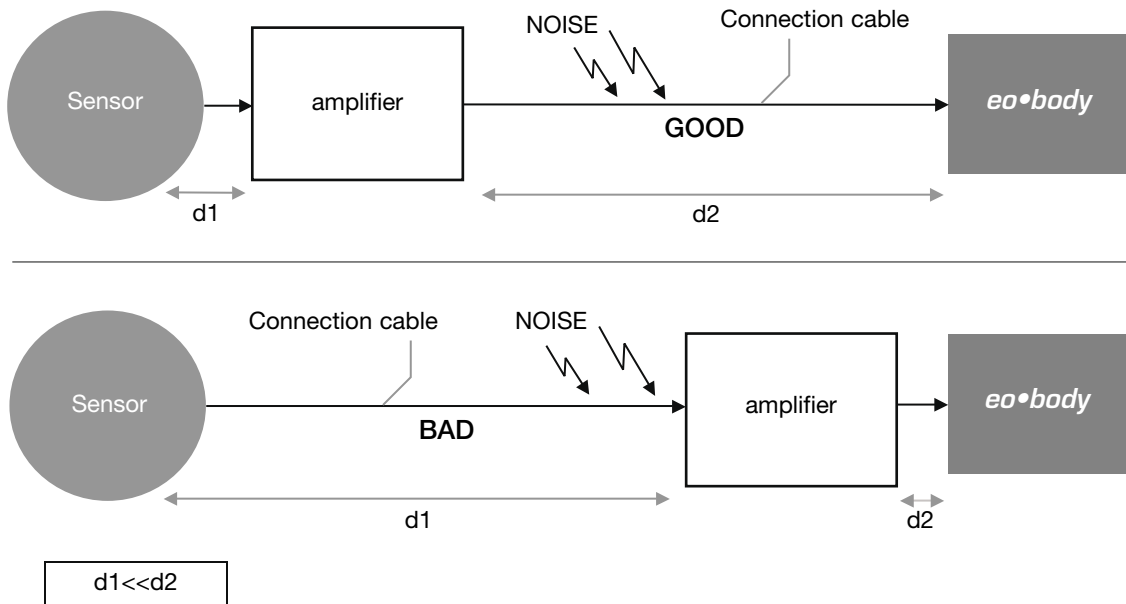 NOISE
Connection cable
Sensor
amplifier
eo•body
GOOD
d1
d2
Connection cable
NOISE
Sensor
amplifier
eo•body
BAD
d1
d2
d1<<d2